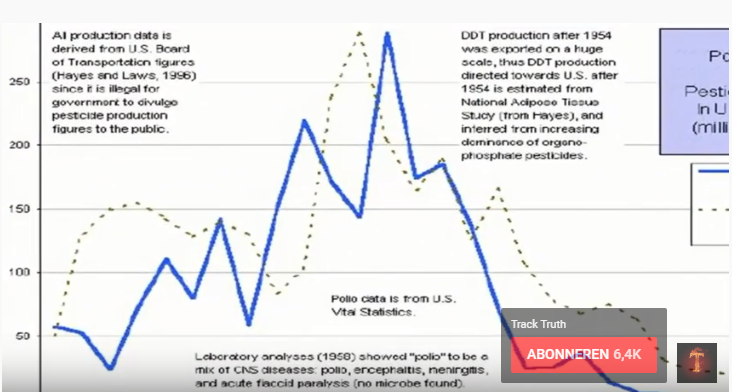 All production data is
derived from U.S. Board
of Transportation figures
(Hayes and Laws, 1996)
since it is illegal for
government to divulge
pesticide production
figures to the public.
DDT production after 1954
was exported on a huge
scale, thus DDT production
directed towards U.S. after
1954 is estimated from
National Adipose Tissue
Study (from Hayes), and
inferred from increasing
dominance of organo-
phosphate pesticides.
Po
Pesti
In U
(milli
250
200
150
100
50
Polio data is from U.S.
Vital Statistics.
Laboratory analyses (1958) showed "polio" to be a
mix of CNS diseases: polio, encephalitis, meningitis,
and acute flaccid paralysis (no microbe found).
Track Truth
ABONNEREN 6,4K